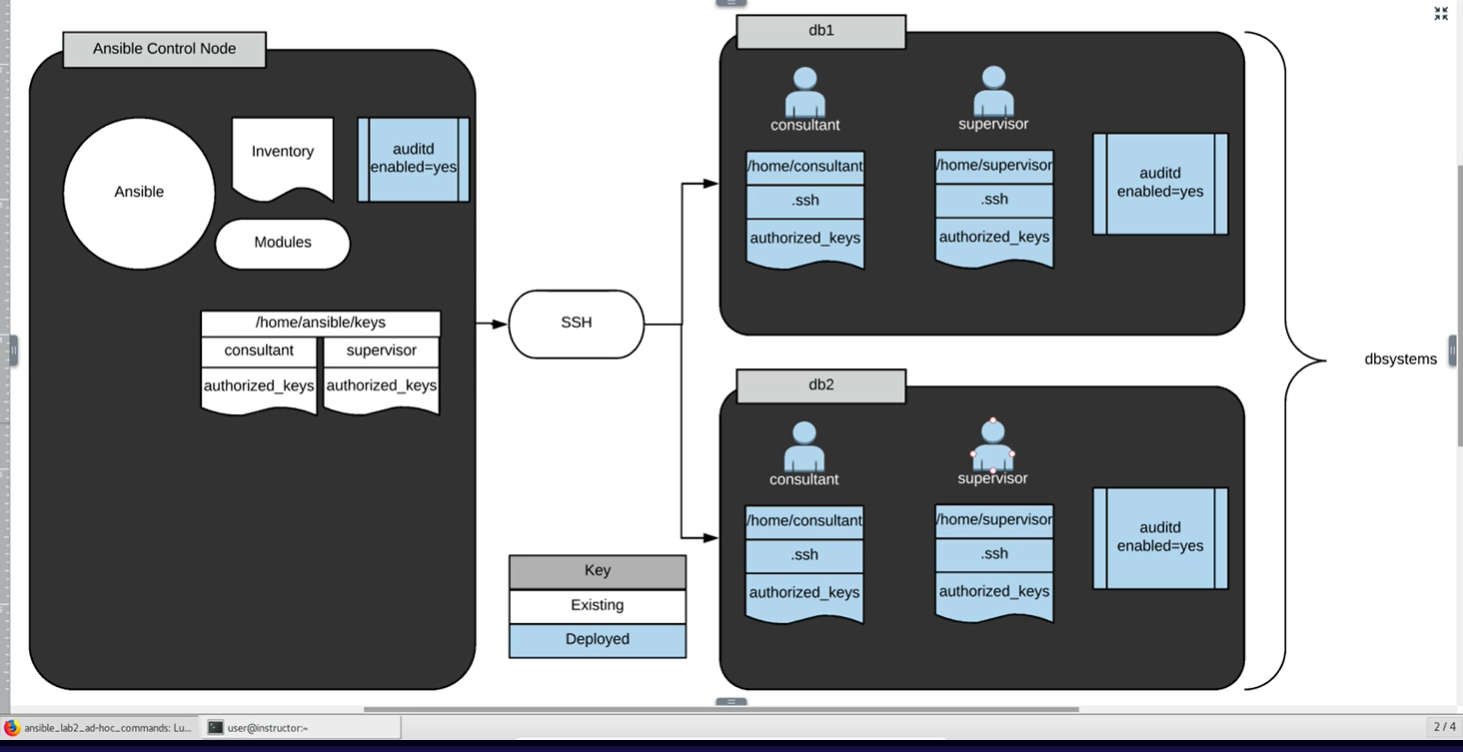 Ansible Control Node
Ansible
Inventory
auditd
enabled=yes
Modules
/home/ansible/keys
consultant
supervisor
authorized_keys
authorized_keys
SSH
Key
Existing
Deployed
db1
consultant
supervisor
/home/consultant
.ssh
authorized_keys
/home/supervisor
.ssh
authorized_keys
auditd
enabled=yes
db2
consultant
supervisor
/home/consultant
.ssh
authorized_keys
/home/supervisor
.ssh
authorized_keys
auditd
enabled=yes
dbsystems
ansible_lab2_ad-hoc_commands: Lu...
user@instructor:~
2 / 4